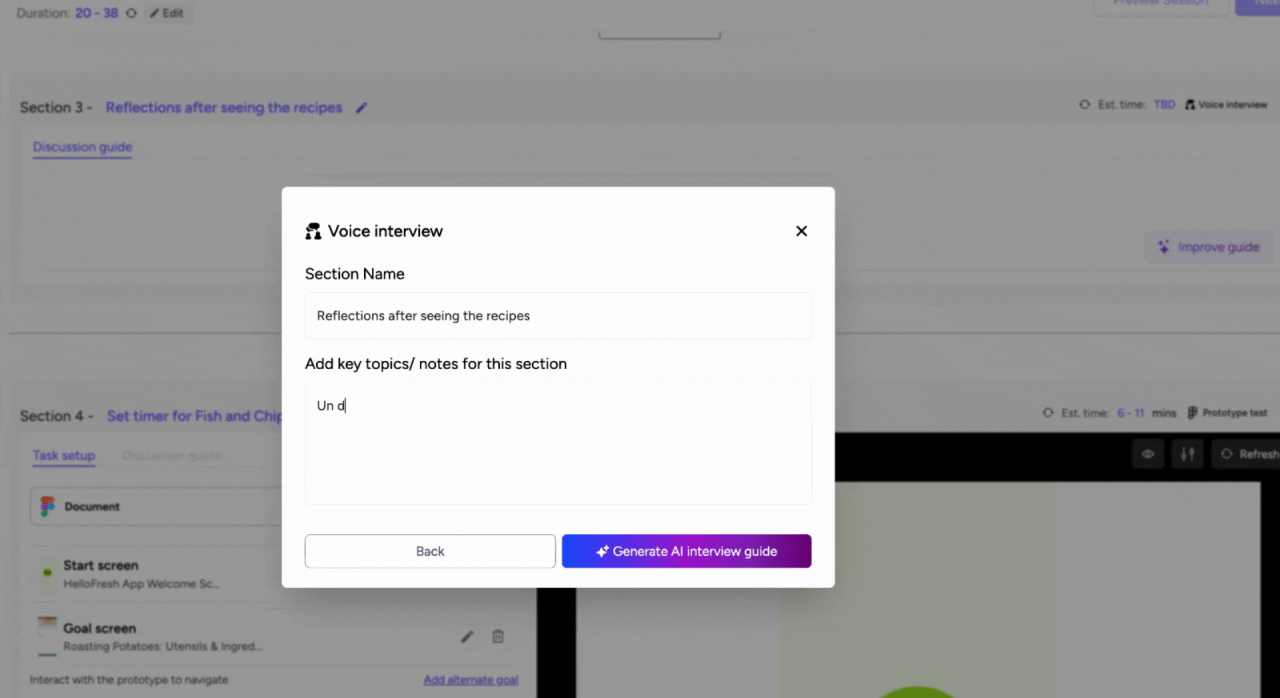 Duration: 20 - 38 Edit
Preview Session
Section 3 - Reflections after seeing the recipes
Est. time: TBD Voice interview
Discussion guide
Improve guide
Voice interview
Section Name
Reflections after seeing the recipes
Add key topics/ notes for this section
Un d
Back
Generate AI interview guide
Section 4 - Set timer for Fish and Chip
Est. time: 6 - 11 mins Prototype test
Task setup Discussion guide
Refresh
Document
Start screen
HelloFresh App Welcome Sc...
Goal screen
Roasting Potatoes: Utensils & Ingred...
Interact with the prototype to navigate
Add alternate goal